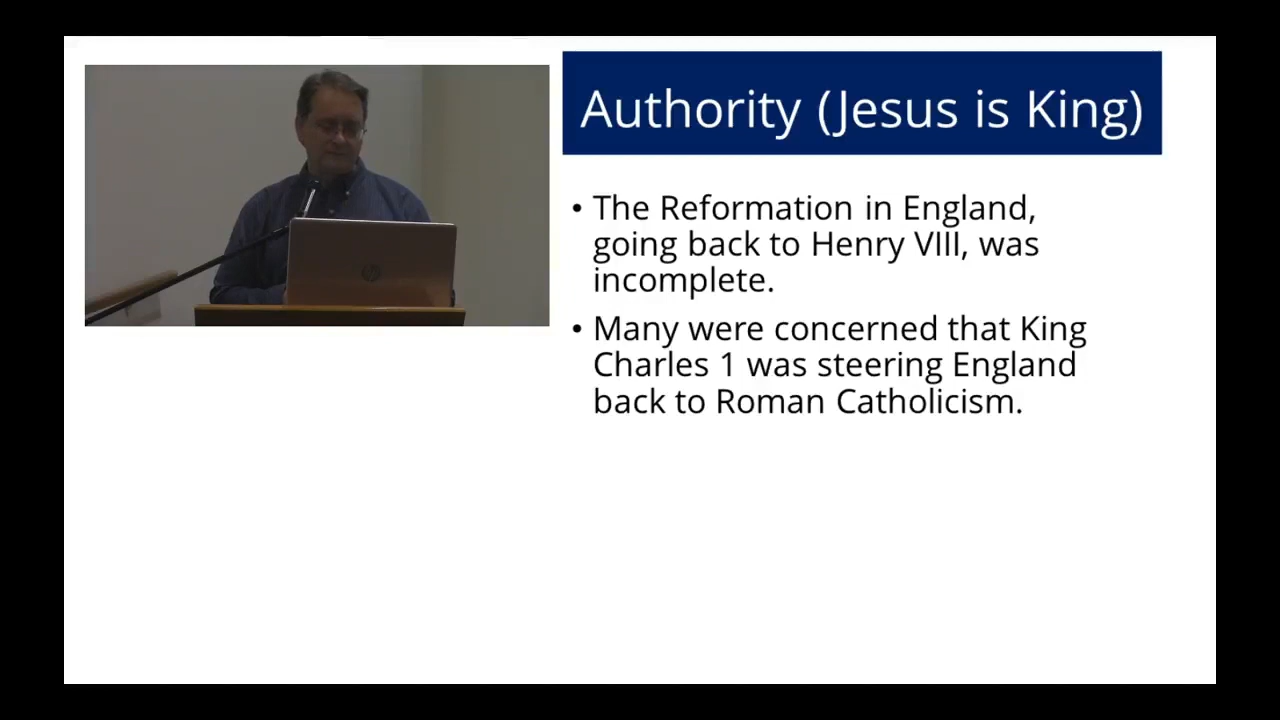 Authority (Jesus is King)
• The Reformation in England,
going back to Henry VIII, was
incomplete.
• Many were concerned that King
Charles 1 was steering England
back to Roman Catholicism.
hp